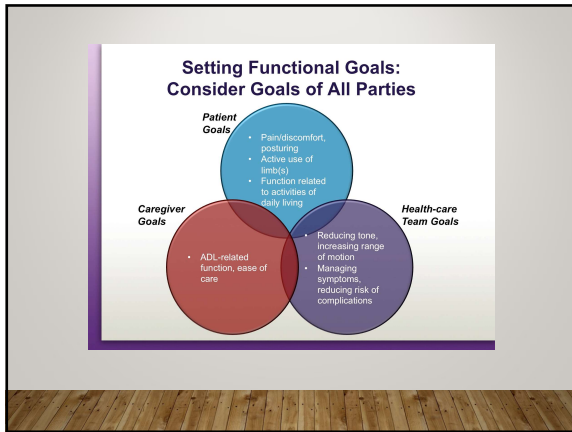 Setting Functional Goals:
Consider Goals of All Parties
Patient
Goals
• Pain/discomfort,
posturing
• Active use of
limb(s)
• Function related
to activities of
daily living
Caregiver
Goals
• ADL-related
function, ease of
care
Health-care
Team Goals
• Reducing tone,
increasing range
of motion
• Managing
symptoms,
reducing risk of
complications